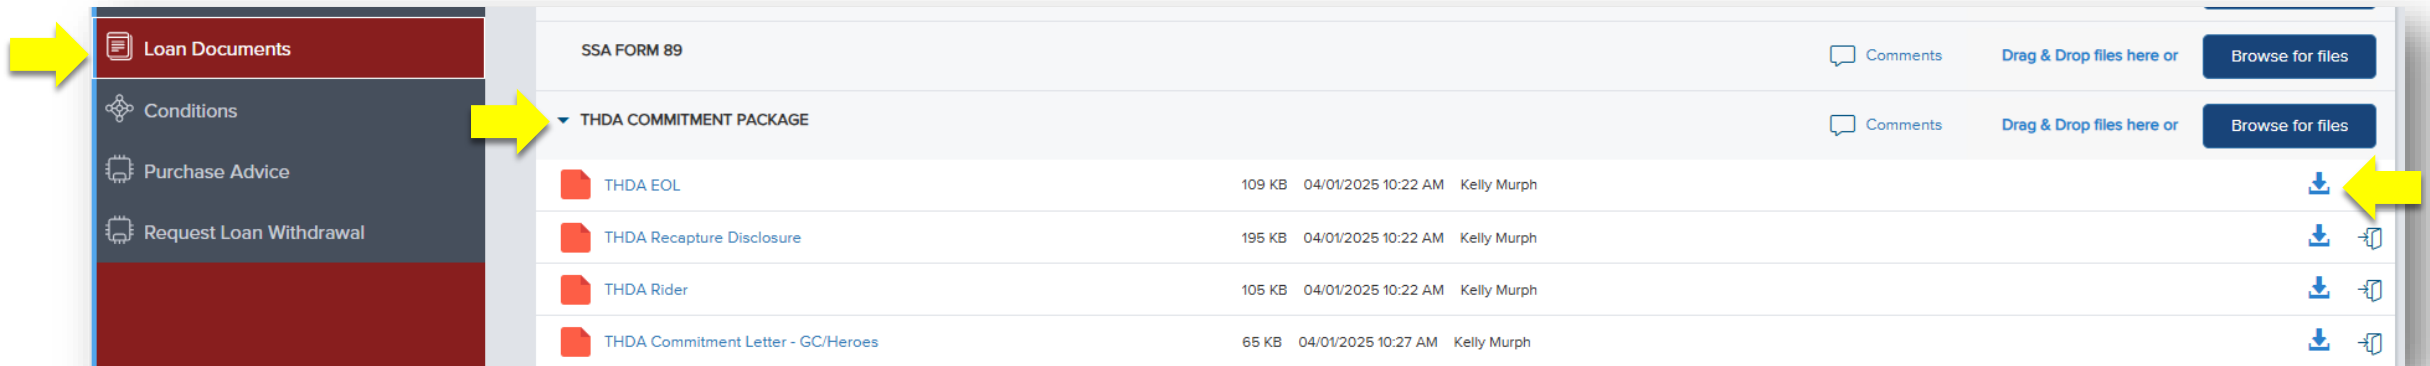 Loan Documents
Conditions
Purchase Advice
Request Loan Withdrawal
SSA FORM 89 Comments Drag & Drop files here or Browse for files
THDA COMMITMENT PACKAGE Comments Drag & Drop files here or Browse for files
THDA EOL 109 KB 04/01/2025 10:22 AM Kelly Murph
THDA Recapture Disclosure 195 KB 04/01/2025 10:22 AM Kelly Murph
THDA Rider 105 KB 04/01/2025 10:22 AM Kelly Murph
THDA Commitment Letter - GC/Heroes 65 KB 04/01/2025 10:27 AM Kelly Murph